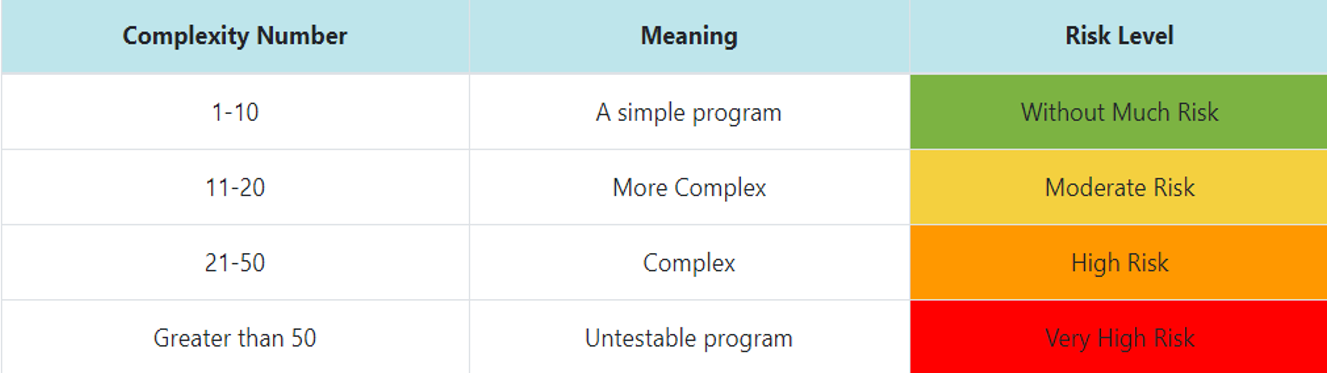 Complexity Number Meaning Risk Level
1-10 A simple program Without Much Risk
11-20 More Complex Moderate Risk
21-50 Complex High Risk
Greater than 50 Untestable program Very High Risk